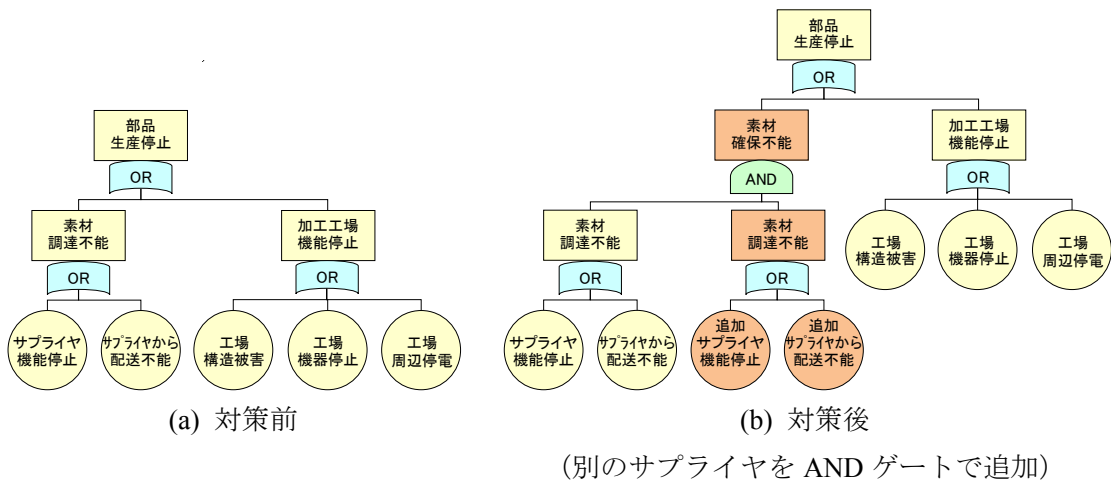 部品
生産停止
OR
素材
調達不能
OR
サプライヤ
機能停止
サプライヤから
配送不能
加工工場
機能停止
OR
工場
構造被害
工場
機器停止
工場
周辺停電
(a) 対策前
部品
生産停止
OR
素材
確保不能
AND
素材
調達不能
OR
サプライヤ
機能停止
サプライヤから
配送不能
素材
調達不能
OR
追加
サプライヤ
機能停止
追加
サプライヤから
配送不能
加工工場
機能停止
OR
工場
構造被害
工場
機器停止
工場
周辺停電
(b) 対策後
(別のサプライヤを AND ゲートで追加)